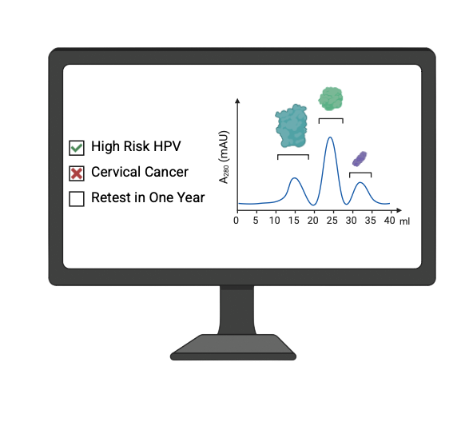 High Risk HPV
Cervical Cancer
Retest in One Year
A280 (mAU)
0 5 10 15 20 25 30 35 40 ml